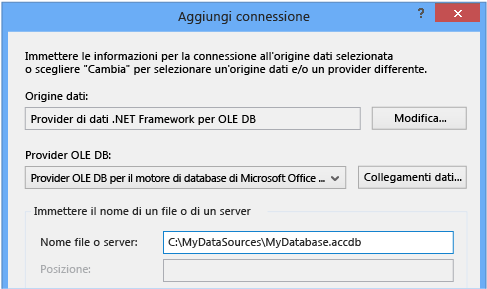 Aggiungi connessione
?
Immettere le informazioni per la connessione all'origine dati selezionata
o scegliere "Cambia" per selezionare un'origine dati e/o un provider differente.
Origine dati:
Provider di dati .NET Framework per OLE DB
Modifica...
Provider OLE DB:
Provider OLE DB per il motore di database di Microsoft Office ...
Collegamenti dati...
Immettere il nome di un file o di un server
Nome file o server:
C:\MyDataSources\MyDatabase.accdb
Posizione: